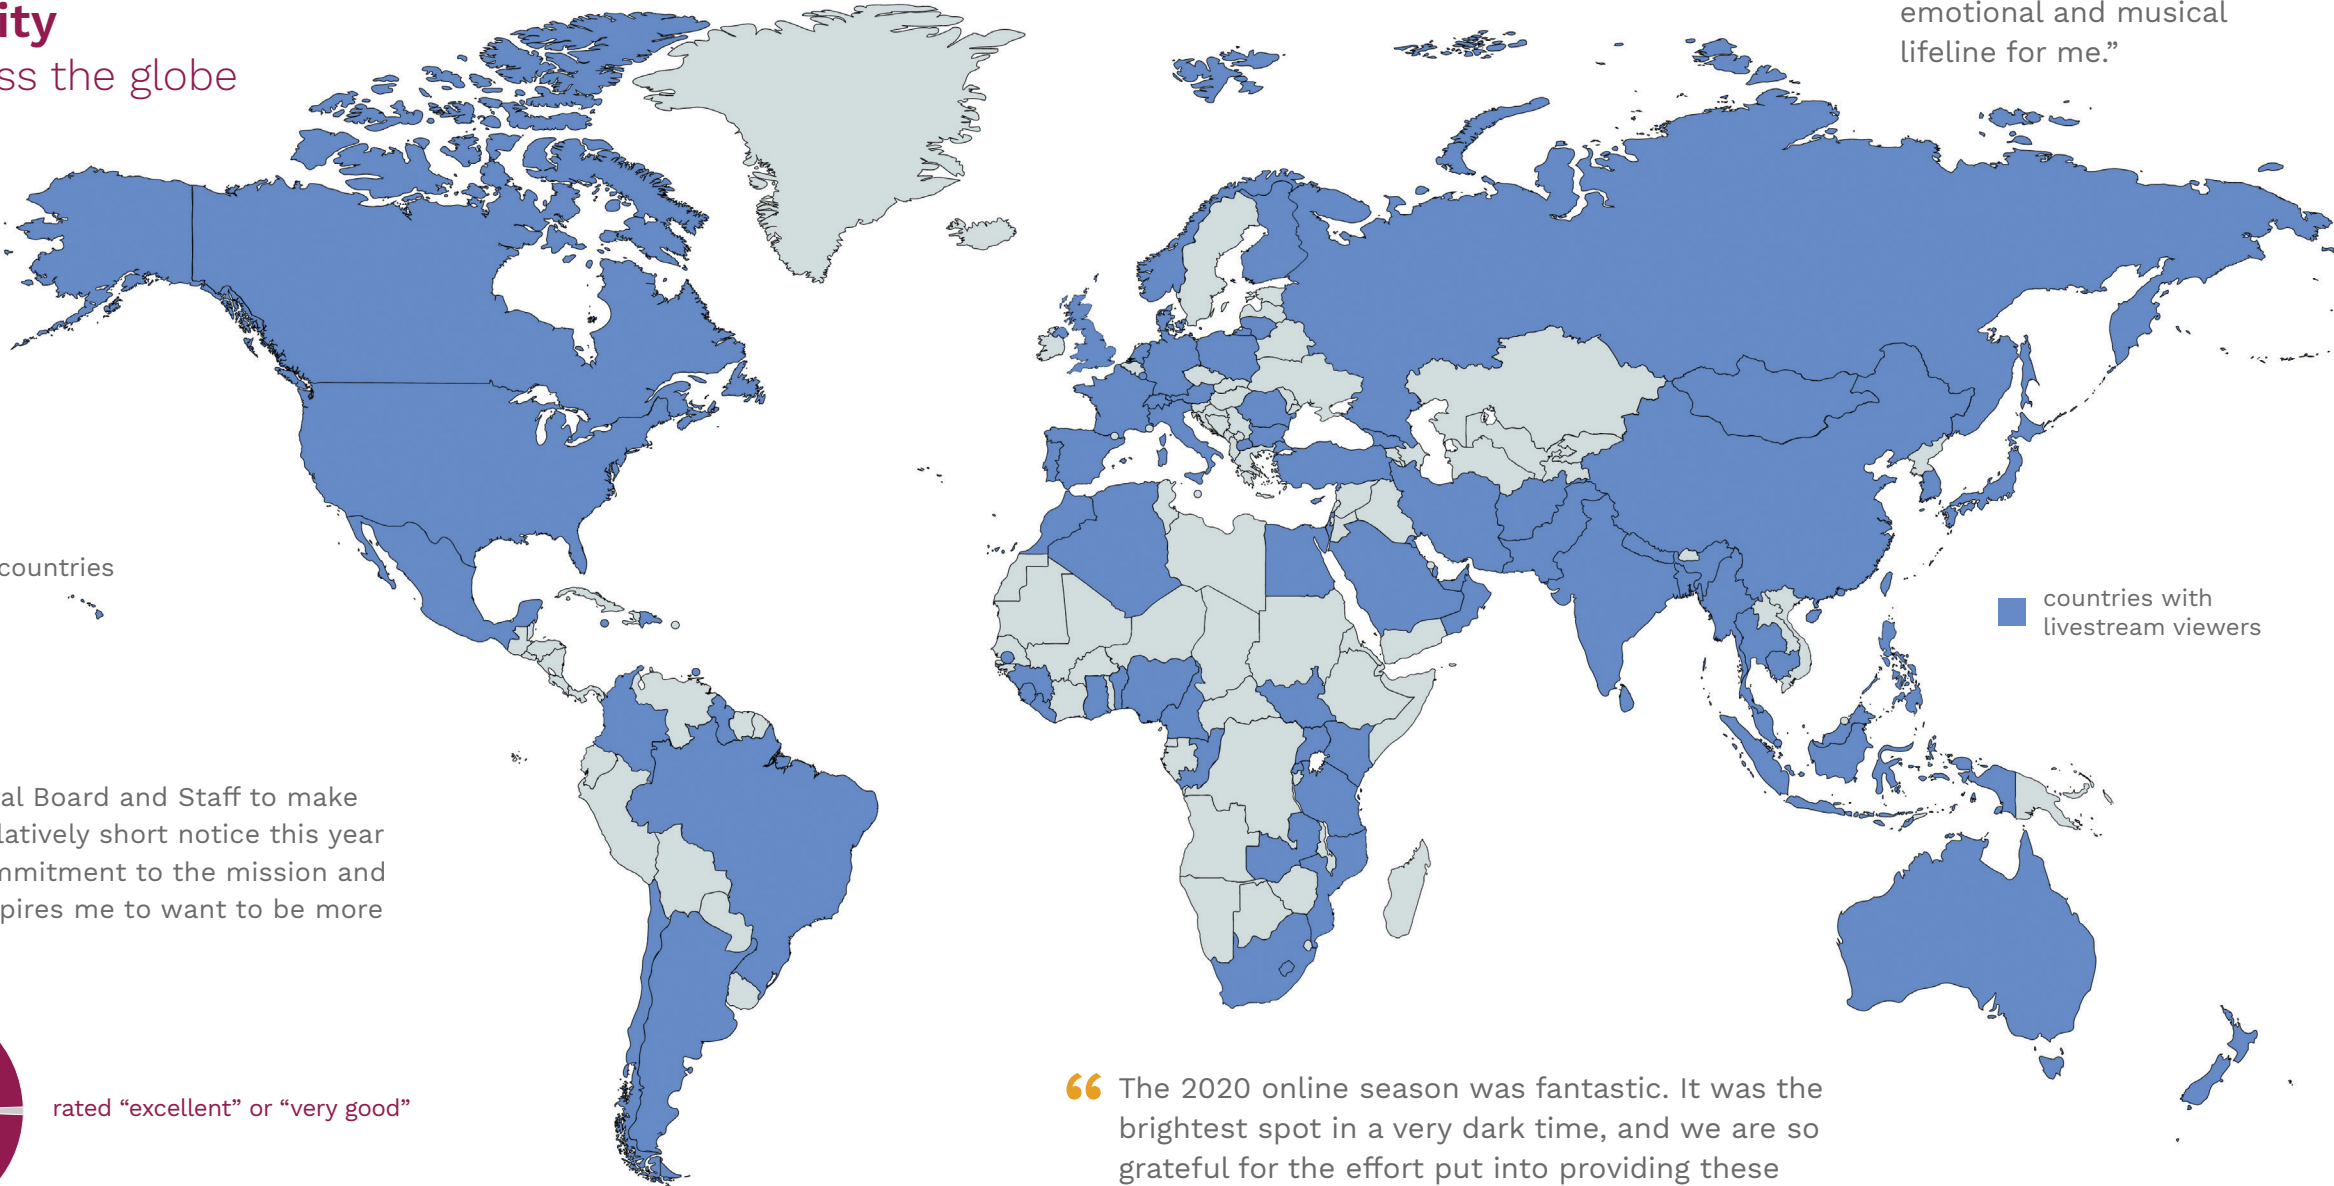 ity
ss the globe
emotional and musical
lifeline for me.”
countries
countries with
livestream viewers
al Board and Staff to make
latively short notice this year
mmitment to the mission and
pires me to want to be more
rated “excellent” or “very good”
“ The 2020 online season was fantastic. It was the
brightest spot in a very dark time, and we are so
grateful for the effort put into providing these